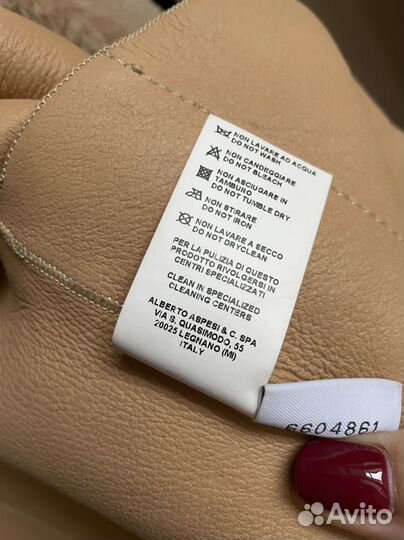 NON LAVARE AD ACQUA
DO NOT WASH
NON CANDEGGIARE
DO NOT BLEACH
NON ASCIUGARE IN
TAMBURO
DO NOT TUMBLE DRY
NON STIRARE
DO NOT IRON
NON LAVARE A SECCO
DO NOT DRYCLEAN
PER LA PULIZIA DI QUESTO
PRODOTTO RIVOLGERSI IN
CENTRI SPECIALIZZATI
CLEAN IN SPECIALIZED
CLEANING CENTERS
ALBERTO ASPESI & C. SPA
VIA S. QUASIMODO, 55
20025 LEGNANO (MI)
ITALY
6604861
Avito